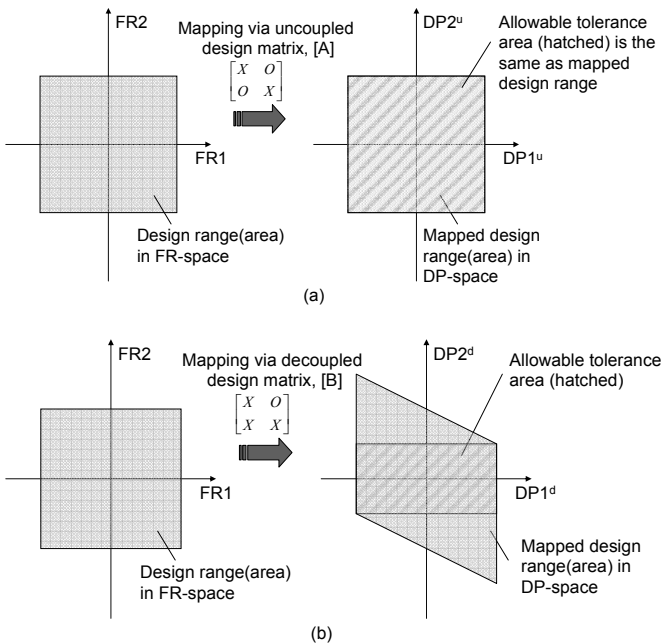 FR2
Mapping via uncoupled
design matrix, [A]
X O
O X
FR1
Design range(area)
in FR-space
DP2ᵘ
Allowable tolerance
area (hatched) is the
same as mapped
design range
DP1ᵘ
Mapped design
range(area) in
DP-space
(a)
FR2
Mapping via decoupled
design matrix, [B]
X O
X X
FR1
Design range(area)
in FR-space
DP2ᵈ
Allowable tolerance
area (hatched)
DP1ᵈ
Mapped design
range(area) in
DP-space
(b)